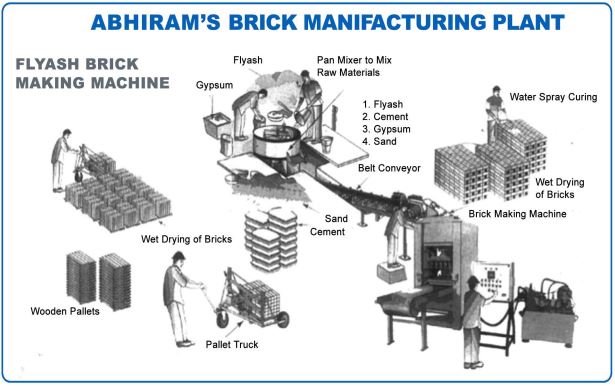 ABHIRAM'S BRICK MANIFACTURING PLANT
FLYASH BRICK
MAKING MACHINE
Flyash
Gypsum
Pan Mixer to Mix
Raw Materials
1. Flyash
2. Cement
3. Gypsum
4. Sand
Water Spray Curing
Belt Conveyor
Wet Drying
of Bricks
Brick Making Machine
Sand
Cement
Wet Drying of Bricks
Wooden Pallets
Pallet Truck